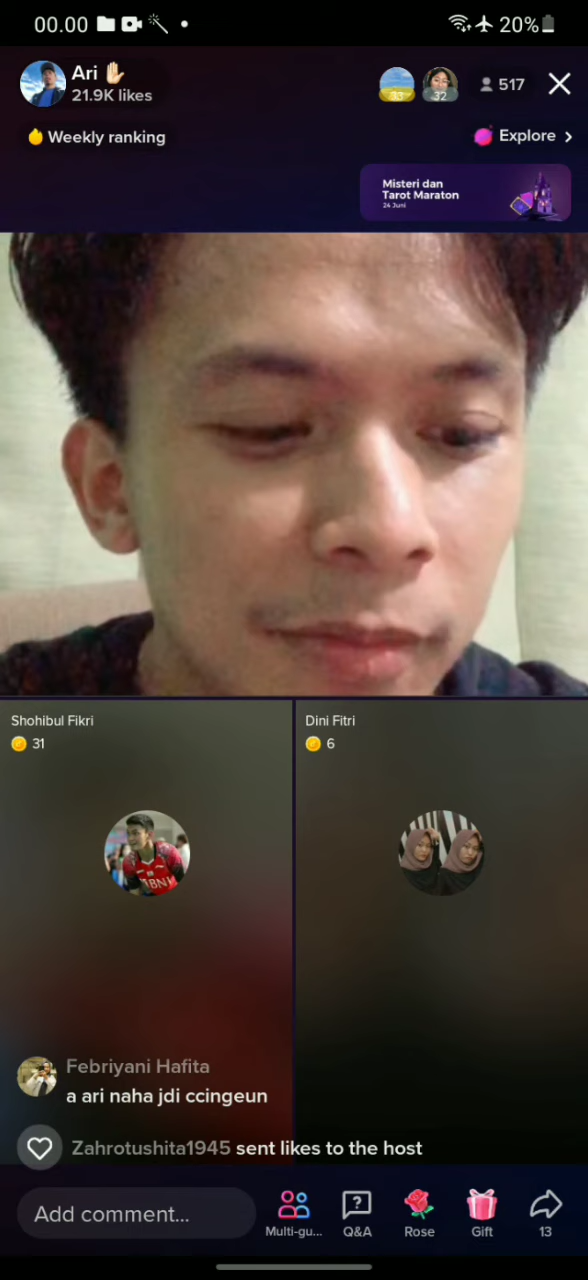 00.00
20%
Ari ✋🏻
21.9K likes
33
32
517
Weekly ranking
Explore
Misteri dan
Tarot Maraton
24 Juni
Shohibul Fikri
31
Dini Fitri
6
BNI
Febriyani Hafita
a ari naha jdi ccingeun
Zahrotushita1945 sent likes to the host
Add comment...
Multi-gu...
Q&A
Rose
Gift
13